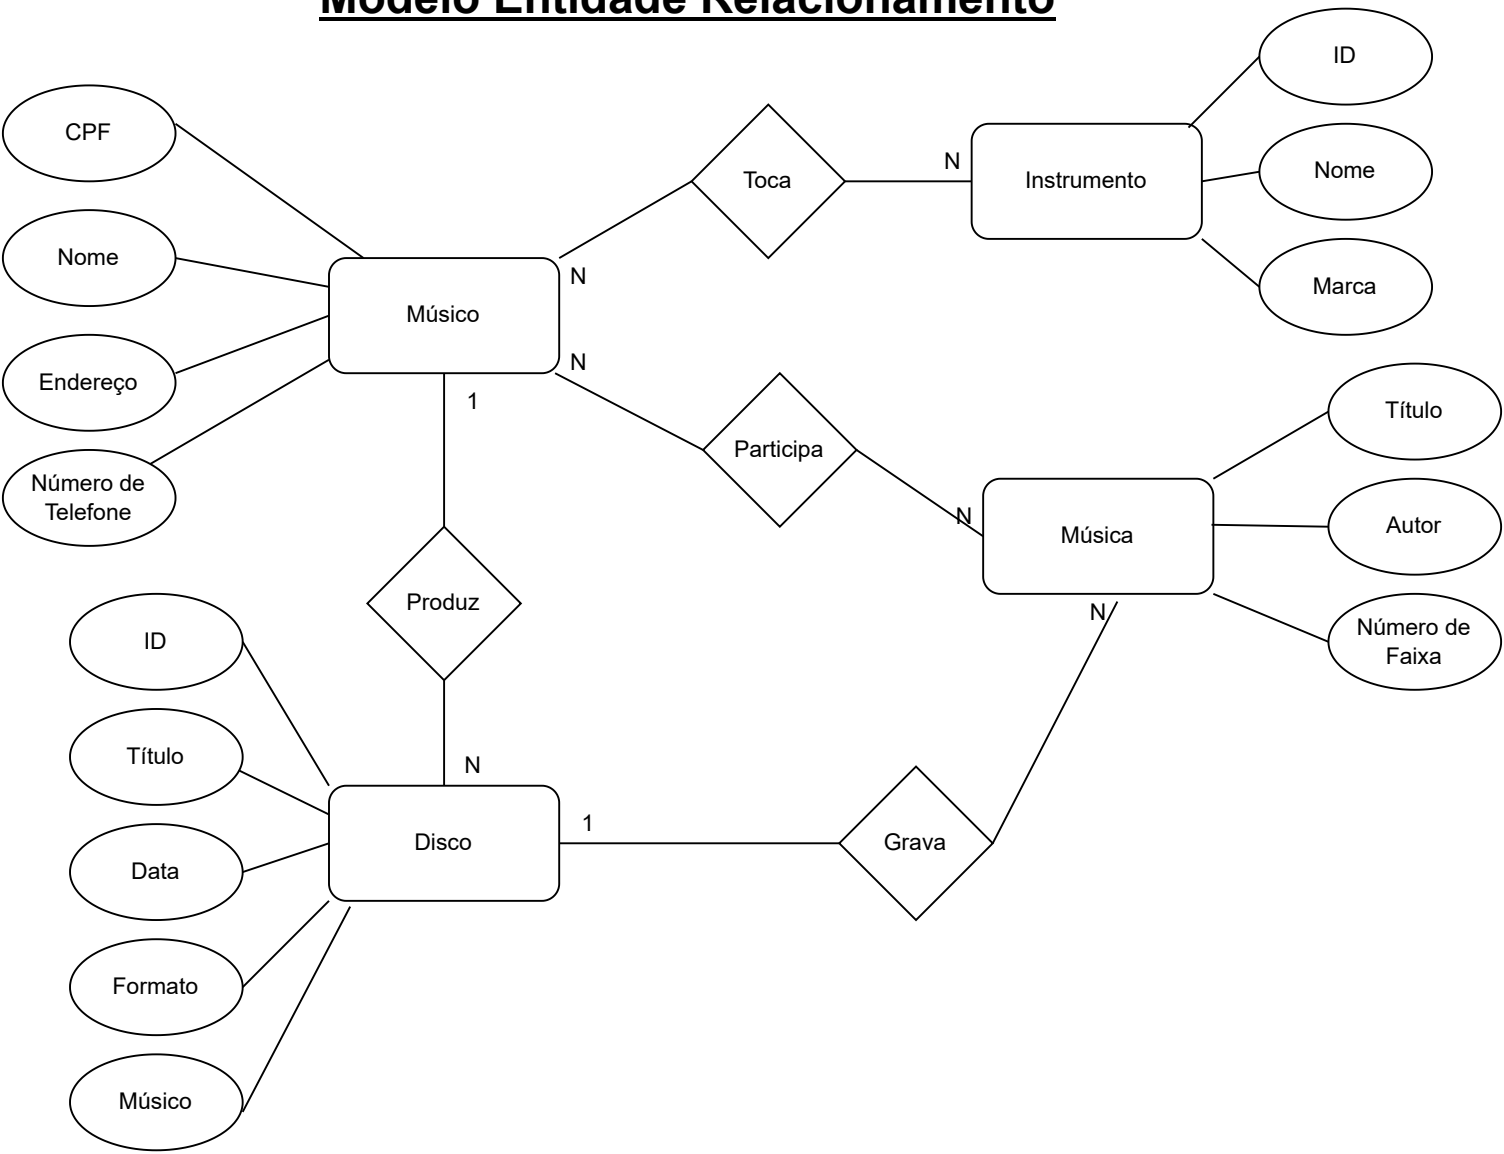 Modelo Entidade Relacionamento
ID
CPF
Toca
N
Instrumento
Nome
Nome
N
Marca
Músico
N
Endereço
1
Título
Participa
Número de
Telefone
N
Música
Autor
Produz
N
ID
Número de
Faixa
Título
N
1
Disco
Grava
Data
Formato
Músico